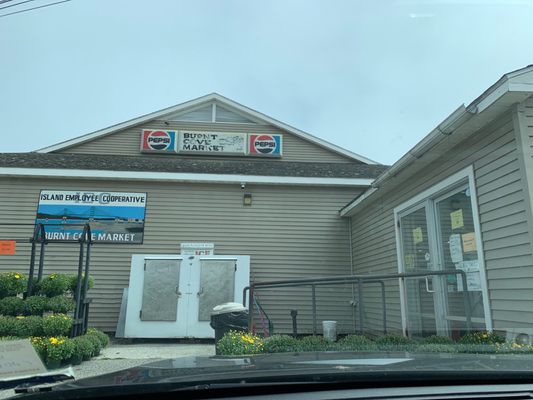 PEPSI
BURNT
COVE
MARKET
PEPSI
ISLAND EMPLOYEE COOPERATIVE
BURNT COVE MARKET
ICE